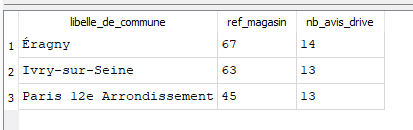 libelle_de_commune ref_magasin nb_avis_drive
1 Éragny 67 14
2 Ivry-sur-Seine 63 13
3 Paris 12e Arrondissement 45 13